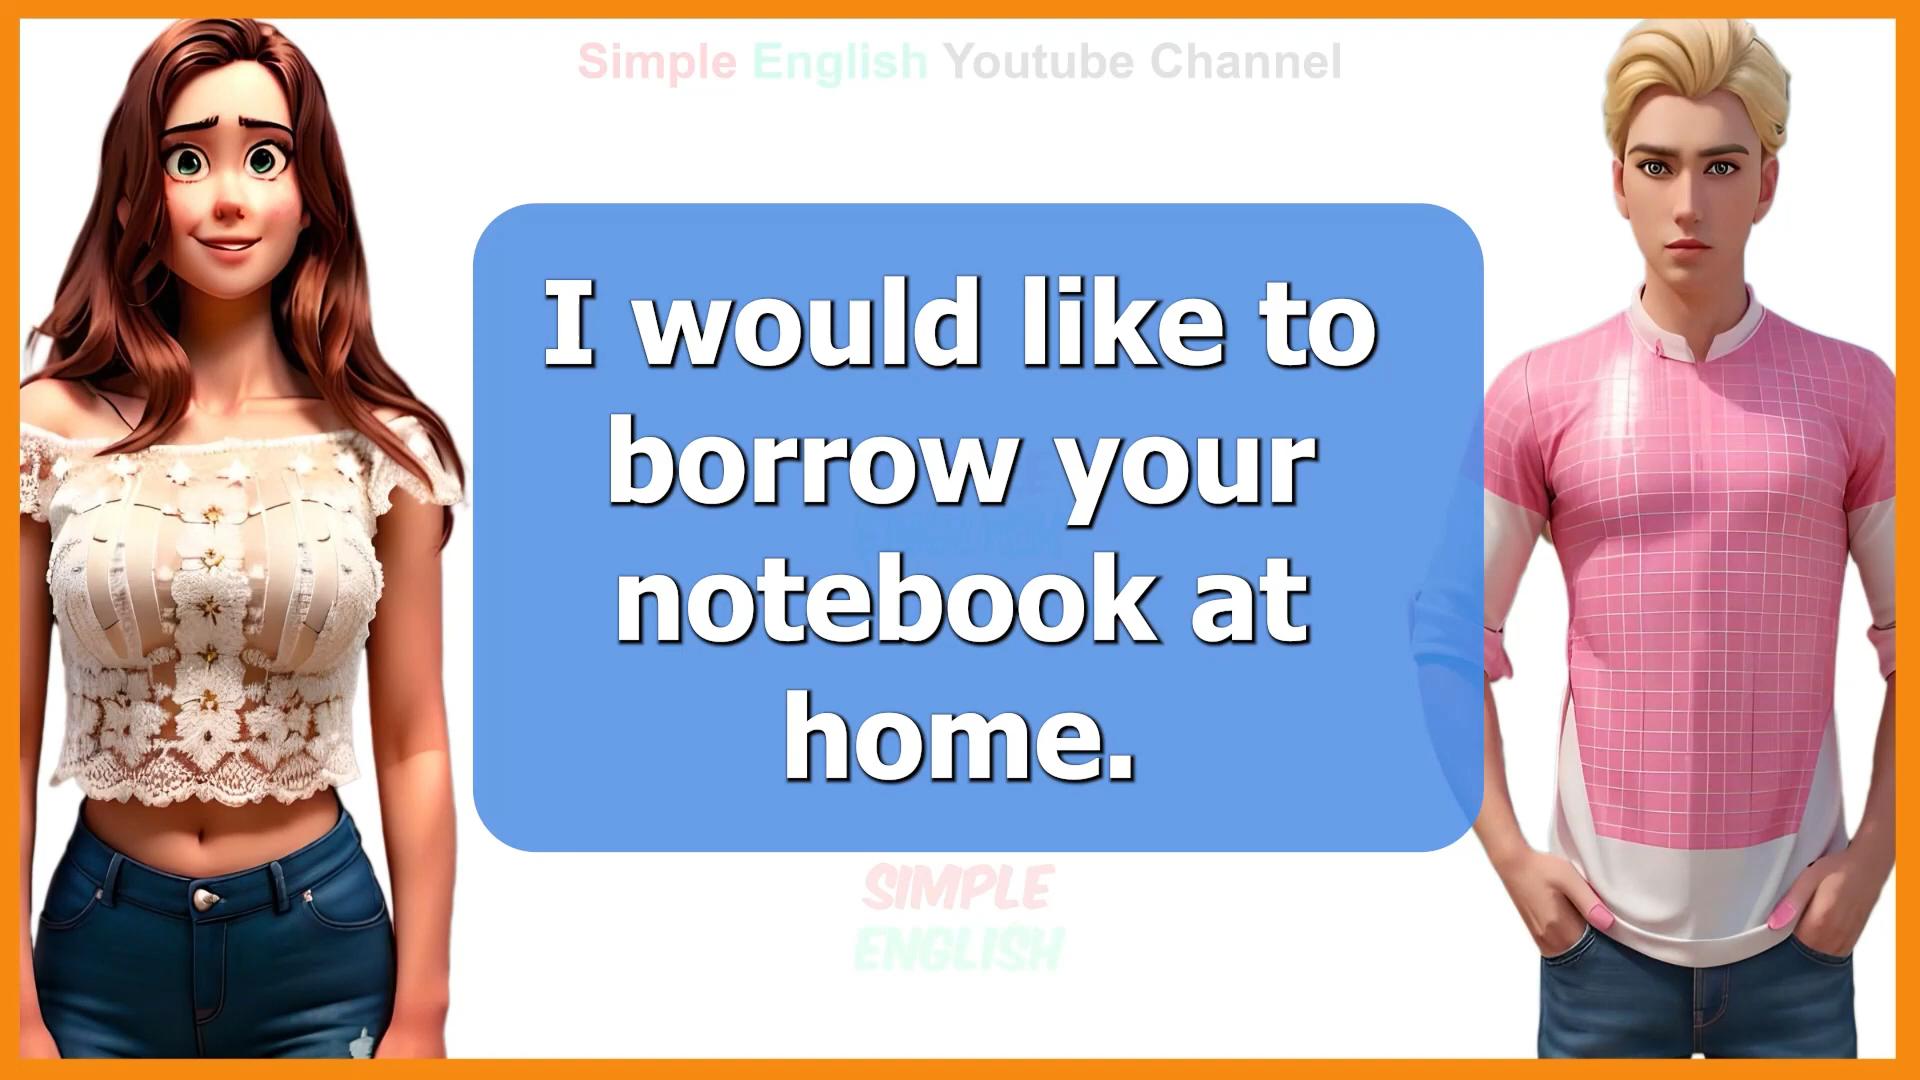 Simple English Youtube Channel
I would like to
borrow your
notebook at
home.
SIMPLE
ENGLISH